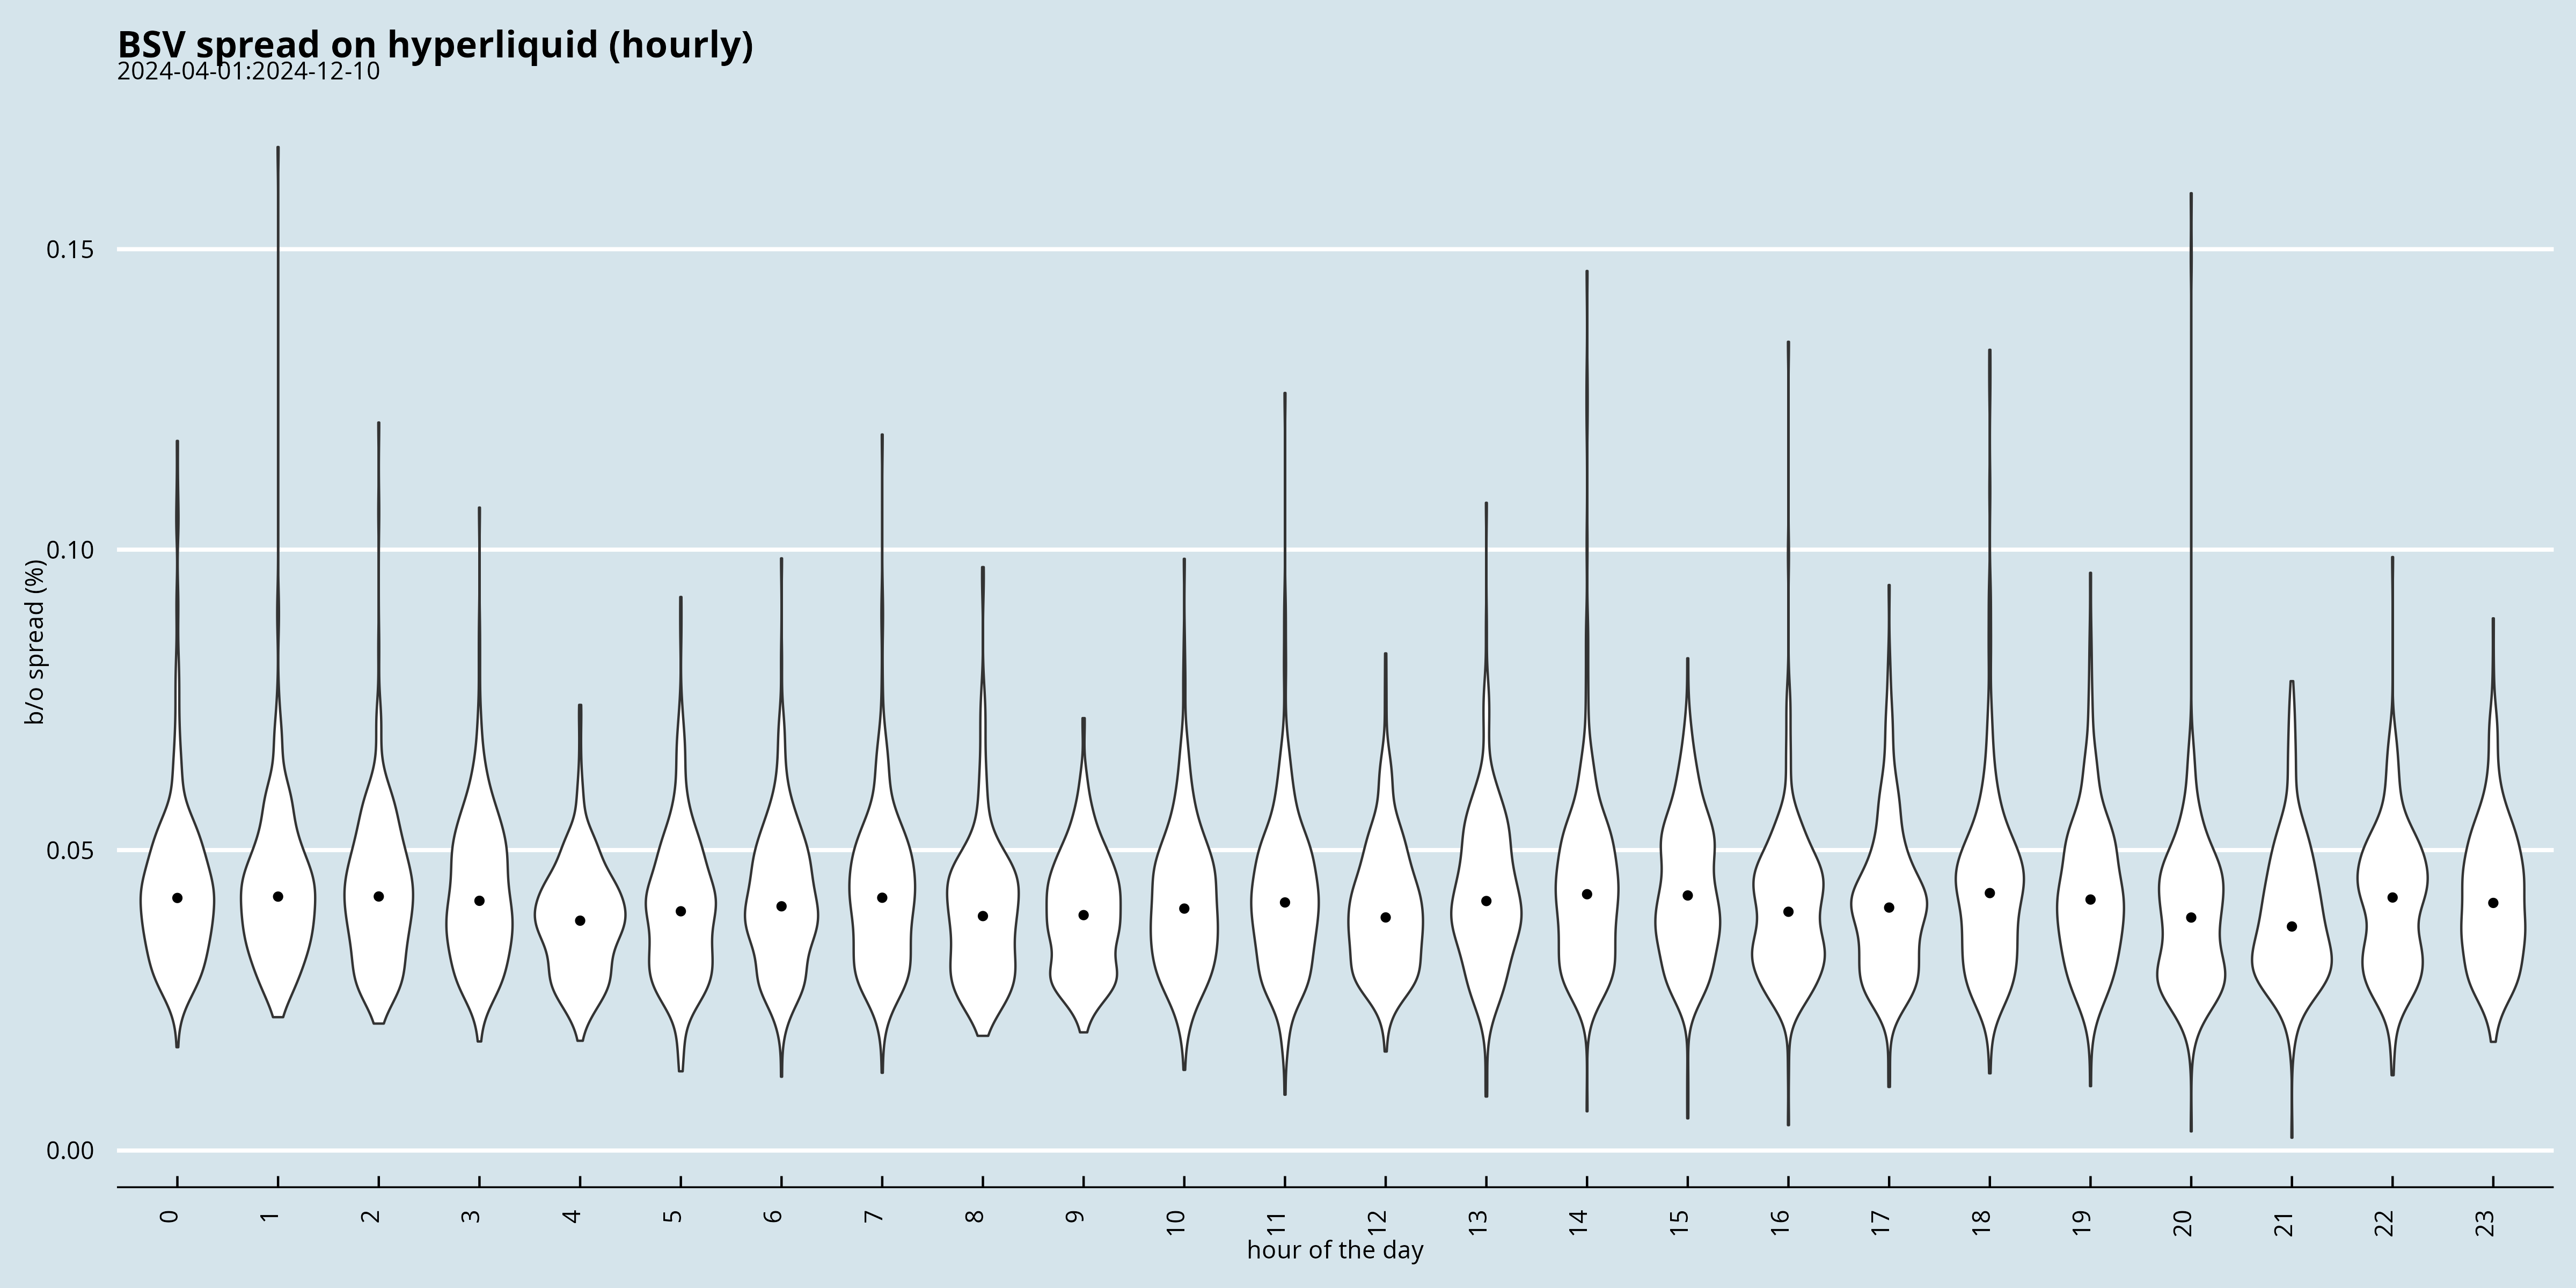 BSV spread on hyperliquid (hourly)
2024-04-01:2024-12-10
b/o spread (%)
0.15
0.10
0.05
0.00
0 1 2 3 4 5 6 7 8 9 10 11 12 13 14 15 16 17 18 19 20 21 22 23
hour of the day